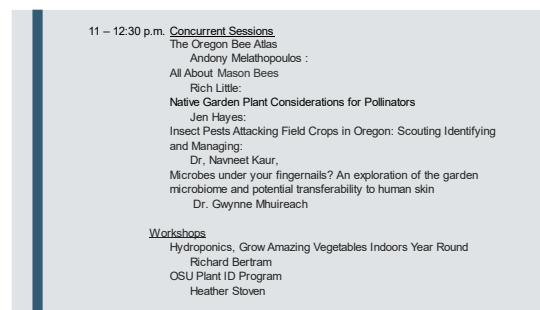 11 – 12:30 p.m. Concurrent Sessions
The Oregon Bee Atlas
Andony Melathopoulos :
All About Mason Bees
Rich Little:
Native Garden Plant Considerations for Pollinators
Jen Hayes:
Insect Pests Attacking Field Crops in Oregon: Scouting Identifying
and Managing:
Dr, Navneet Kaur,
Microbes under your fingernails? An exploration of the garden
microbiome and potential transferability to human skin
Dr. Gwynne Mhuireach
Workshops
Hydroponics, Grow Amazing Vegetables Indoors Year Round
Richard Bertram
OSU Plant ID Program
Heather Stoven